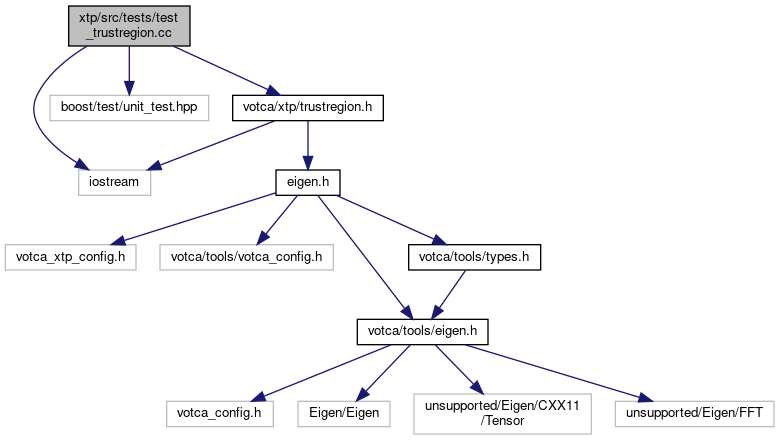 xtp/src/tests/test
_trustregion.cc
boost/test/unit_test.hpp
votca/xtp/trustregion.h
iostream
eigen.h
votca_xtp_config.h
votca/tools/votca_config.h
votca/tools/types.h
votca/tools/eigen.h
votca_config.h
Eigen/Eigen
unsupported/Eigen/CXX11
/Tensor
unsupported/Eigen/FFT